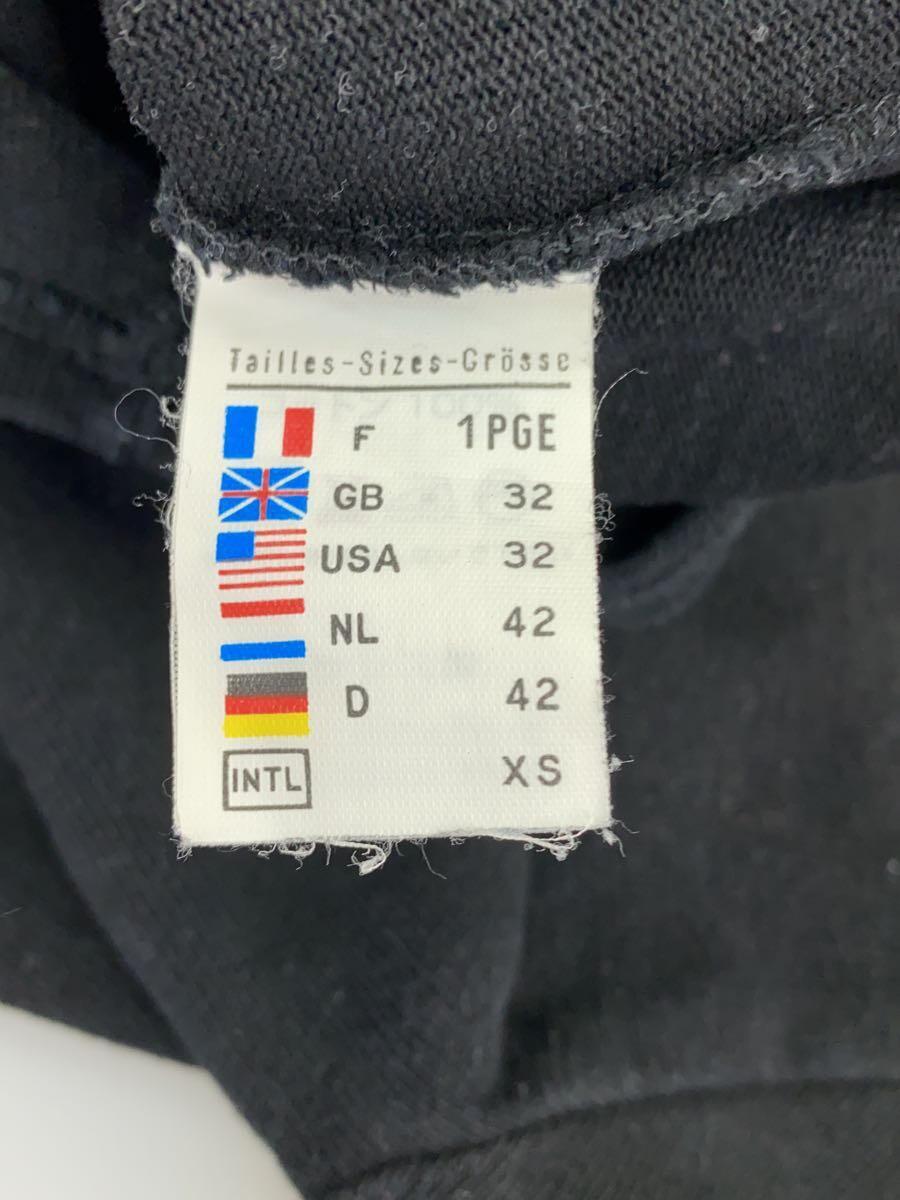 Tailles-Sizes-Grösse
F 1PGE
GB 32
USA 32
NL 42
D 42
INTL XS